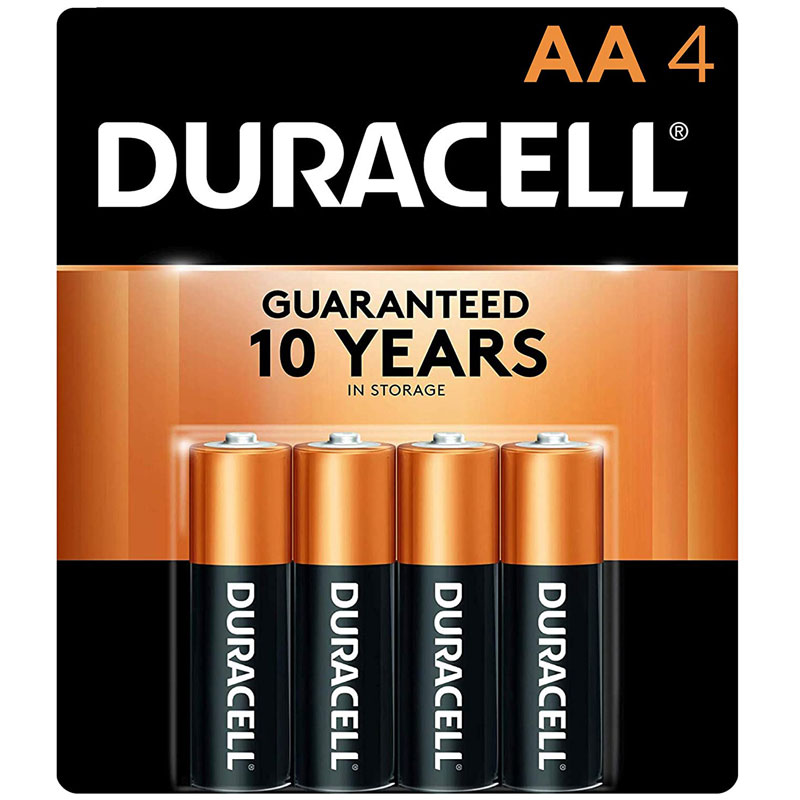 AA 4
DURACELL®
GUARANTEED
10 YEARS
IN STORAGE
DURACELL
DURACELL
DURACELL
DURACELL